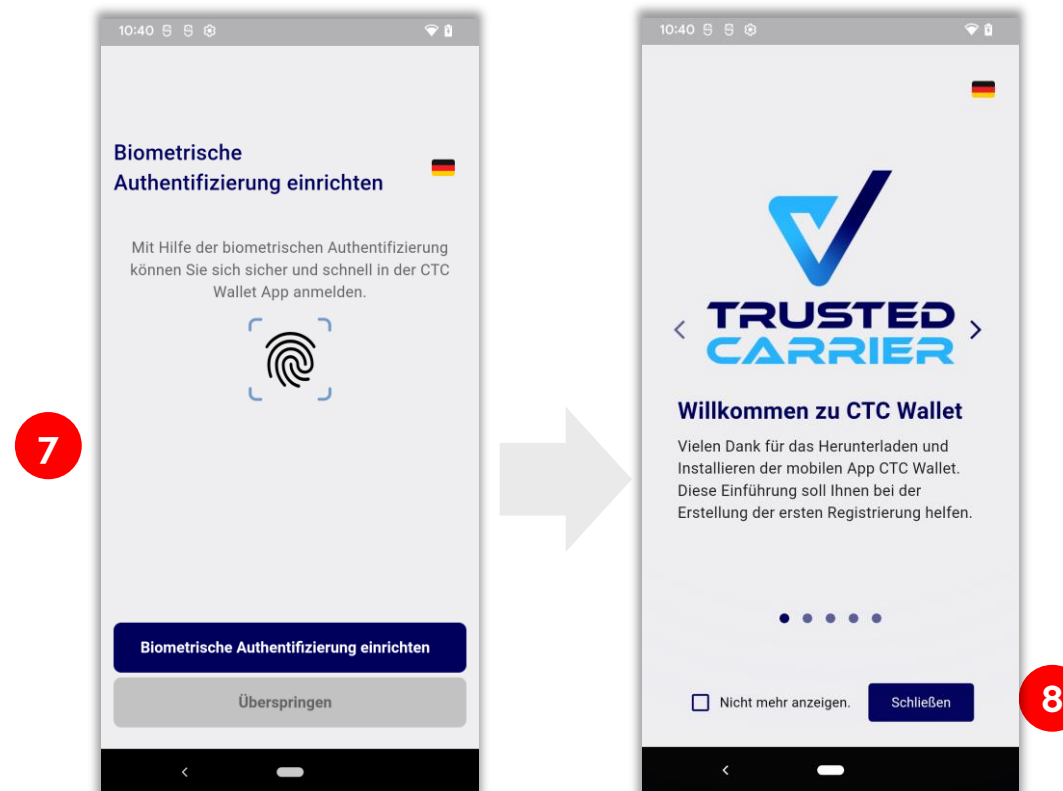 10:40
Biometrische
Authentifizierung einrichten
Mit Hilfe der biometrischen Authentifizierung
können Sie sich sicher und schnell in der CTC
Wallet App anmelden.
7
Biometrische Authentifizierung einrichten
Überspringen
10:40
TRUSTED
CARRIER
Willkommen zu CTC Wallet
Vielen Dank für das Herunterladen und
Installieren der mobilen App CTC Wallet.
Diese Einführung soll Ihnen bei der
Erstellung der ersten Registrierung helfen.
Nicht mehr anzeigen.
Schließen
8